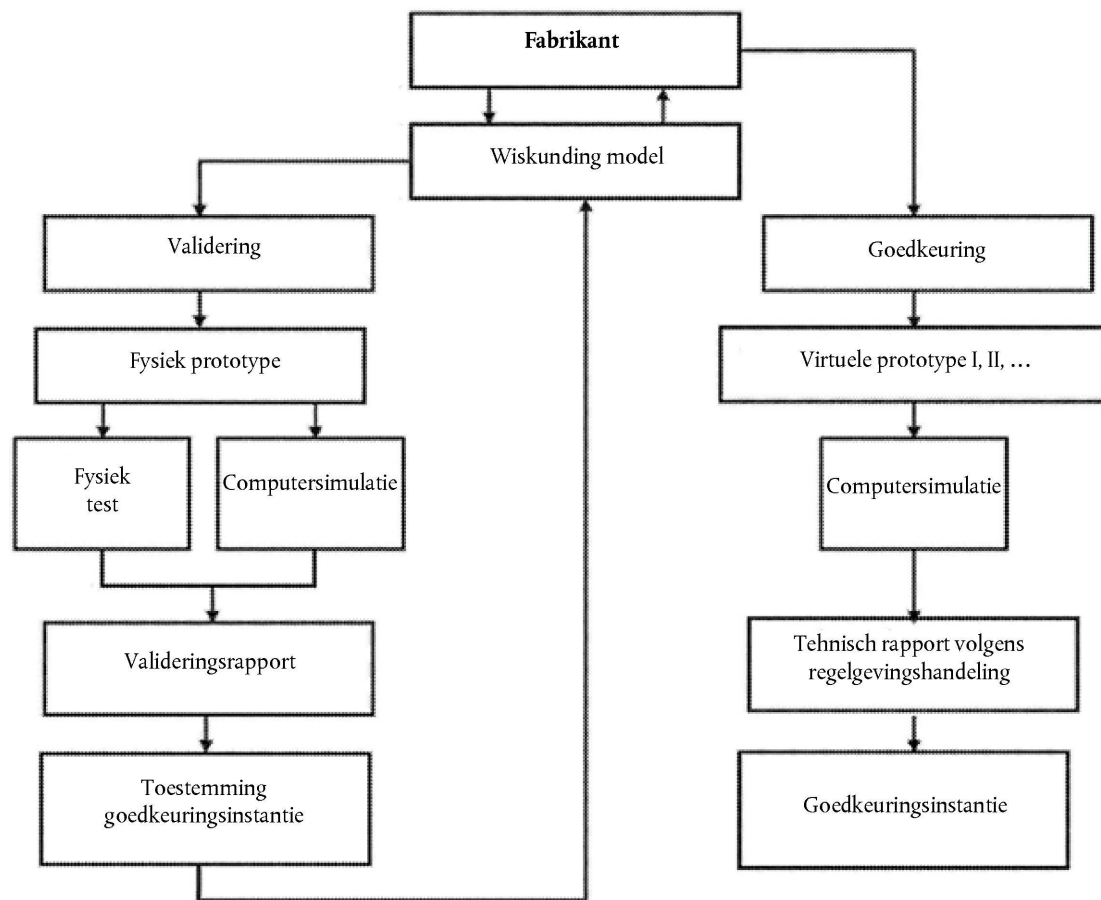 Fabrikant
Wiskunding model
Validering
Fysiek prototype
Fysiek
test
Computersimulatie
Valideringsrapport
Toestemming
goedkeuringsinstantie
Goedkeuring
Virtuele prototype I, II, …
Computersimulatie
Tehnisch rapport volgens
regelgevingshandeling
Goedkeuringsinstantie